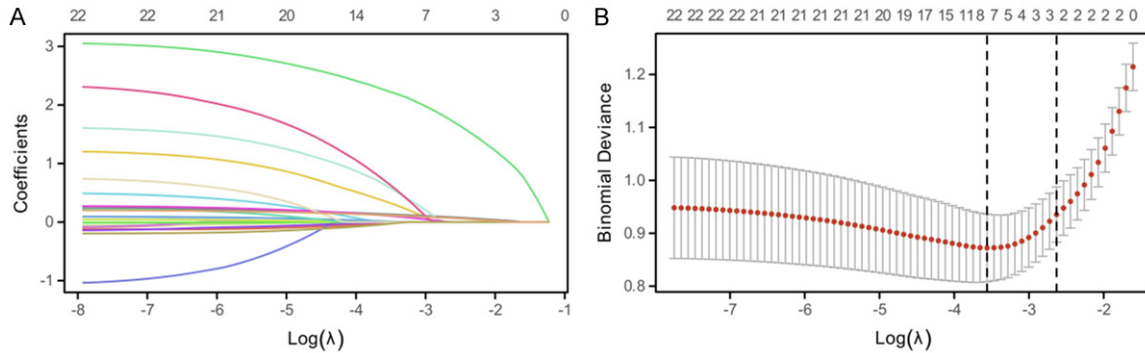 A
22 22 21 20 14 7 2 0
3
2
1
0
-1
Coefficients
-8 -7 -6 -5 -4 -3 -2 -1
Log(λ)
B
22 22 22 22 21 21 21 21 21 21 20 19 17 15 11 8 7 5 4 3 3 2 2 2 2 2 0
1.2
1.1
1.0
0.9
0.8
Binomial Deviance
-7 -6 -5 -4 -3 -2
Log(λ)